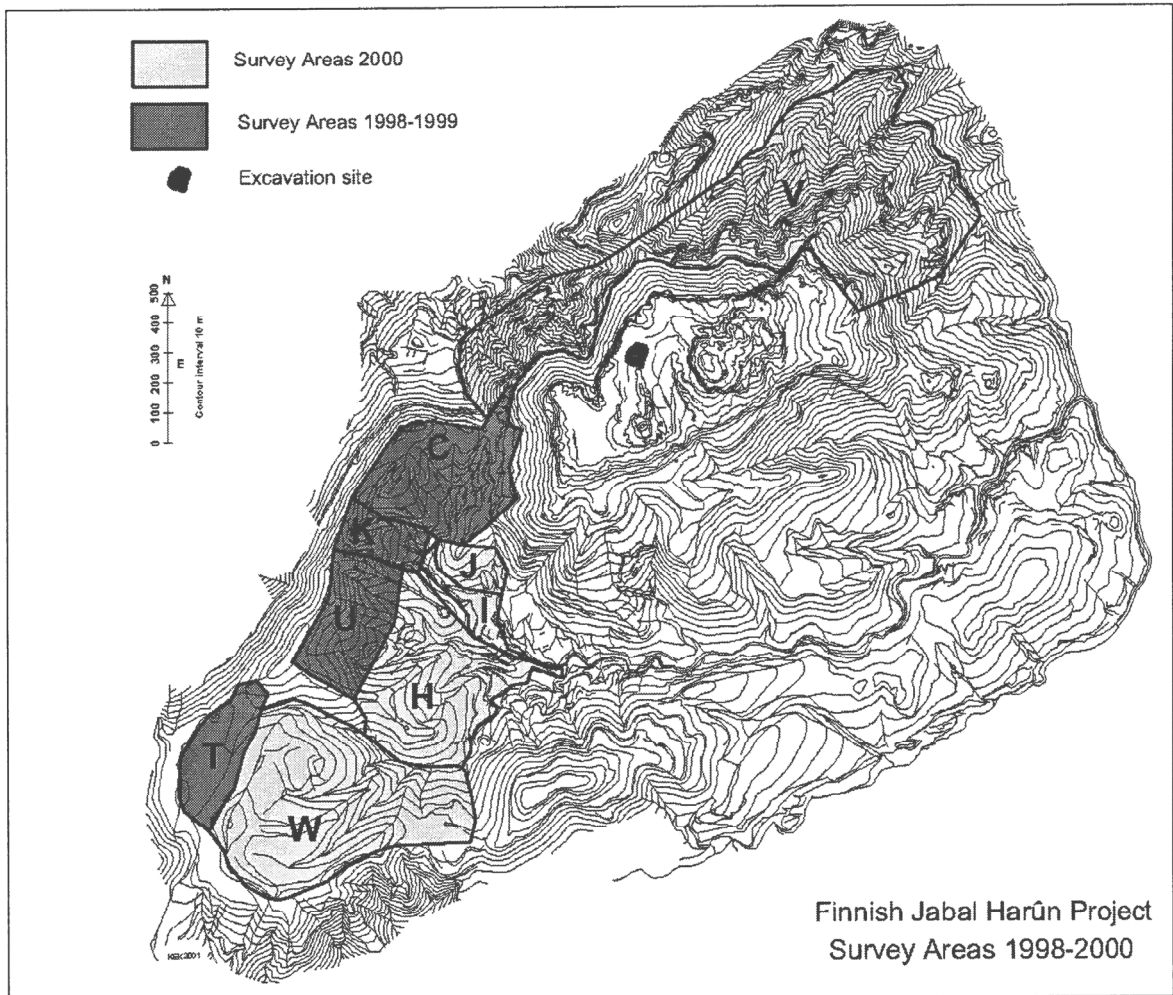 Survey Areas 2000
Survey Areas 1998-1999
Excavation site
N
500
400
300
200
100
0
E
Contour interval 10 m
V
C
K
J
I
U
H
T
W
Finnish Jabal Harûn Project
Survey Areas 1998-2000